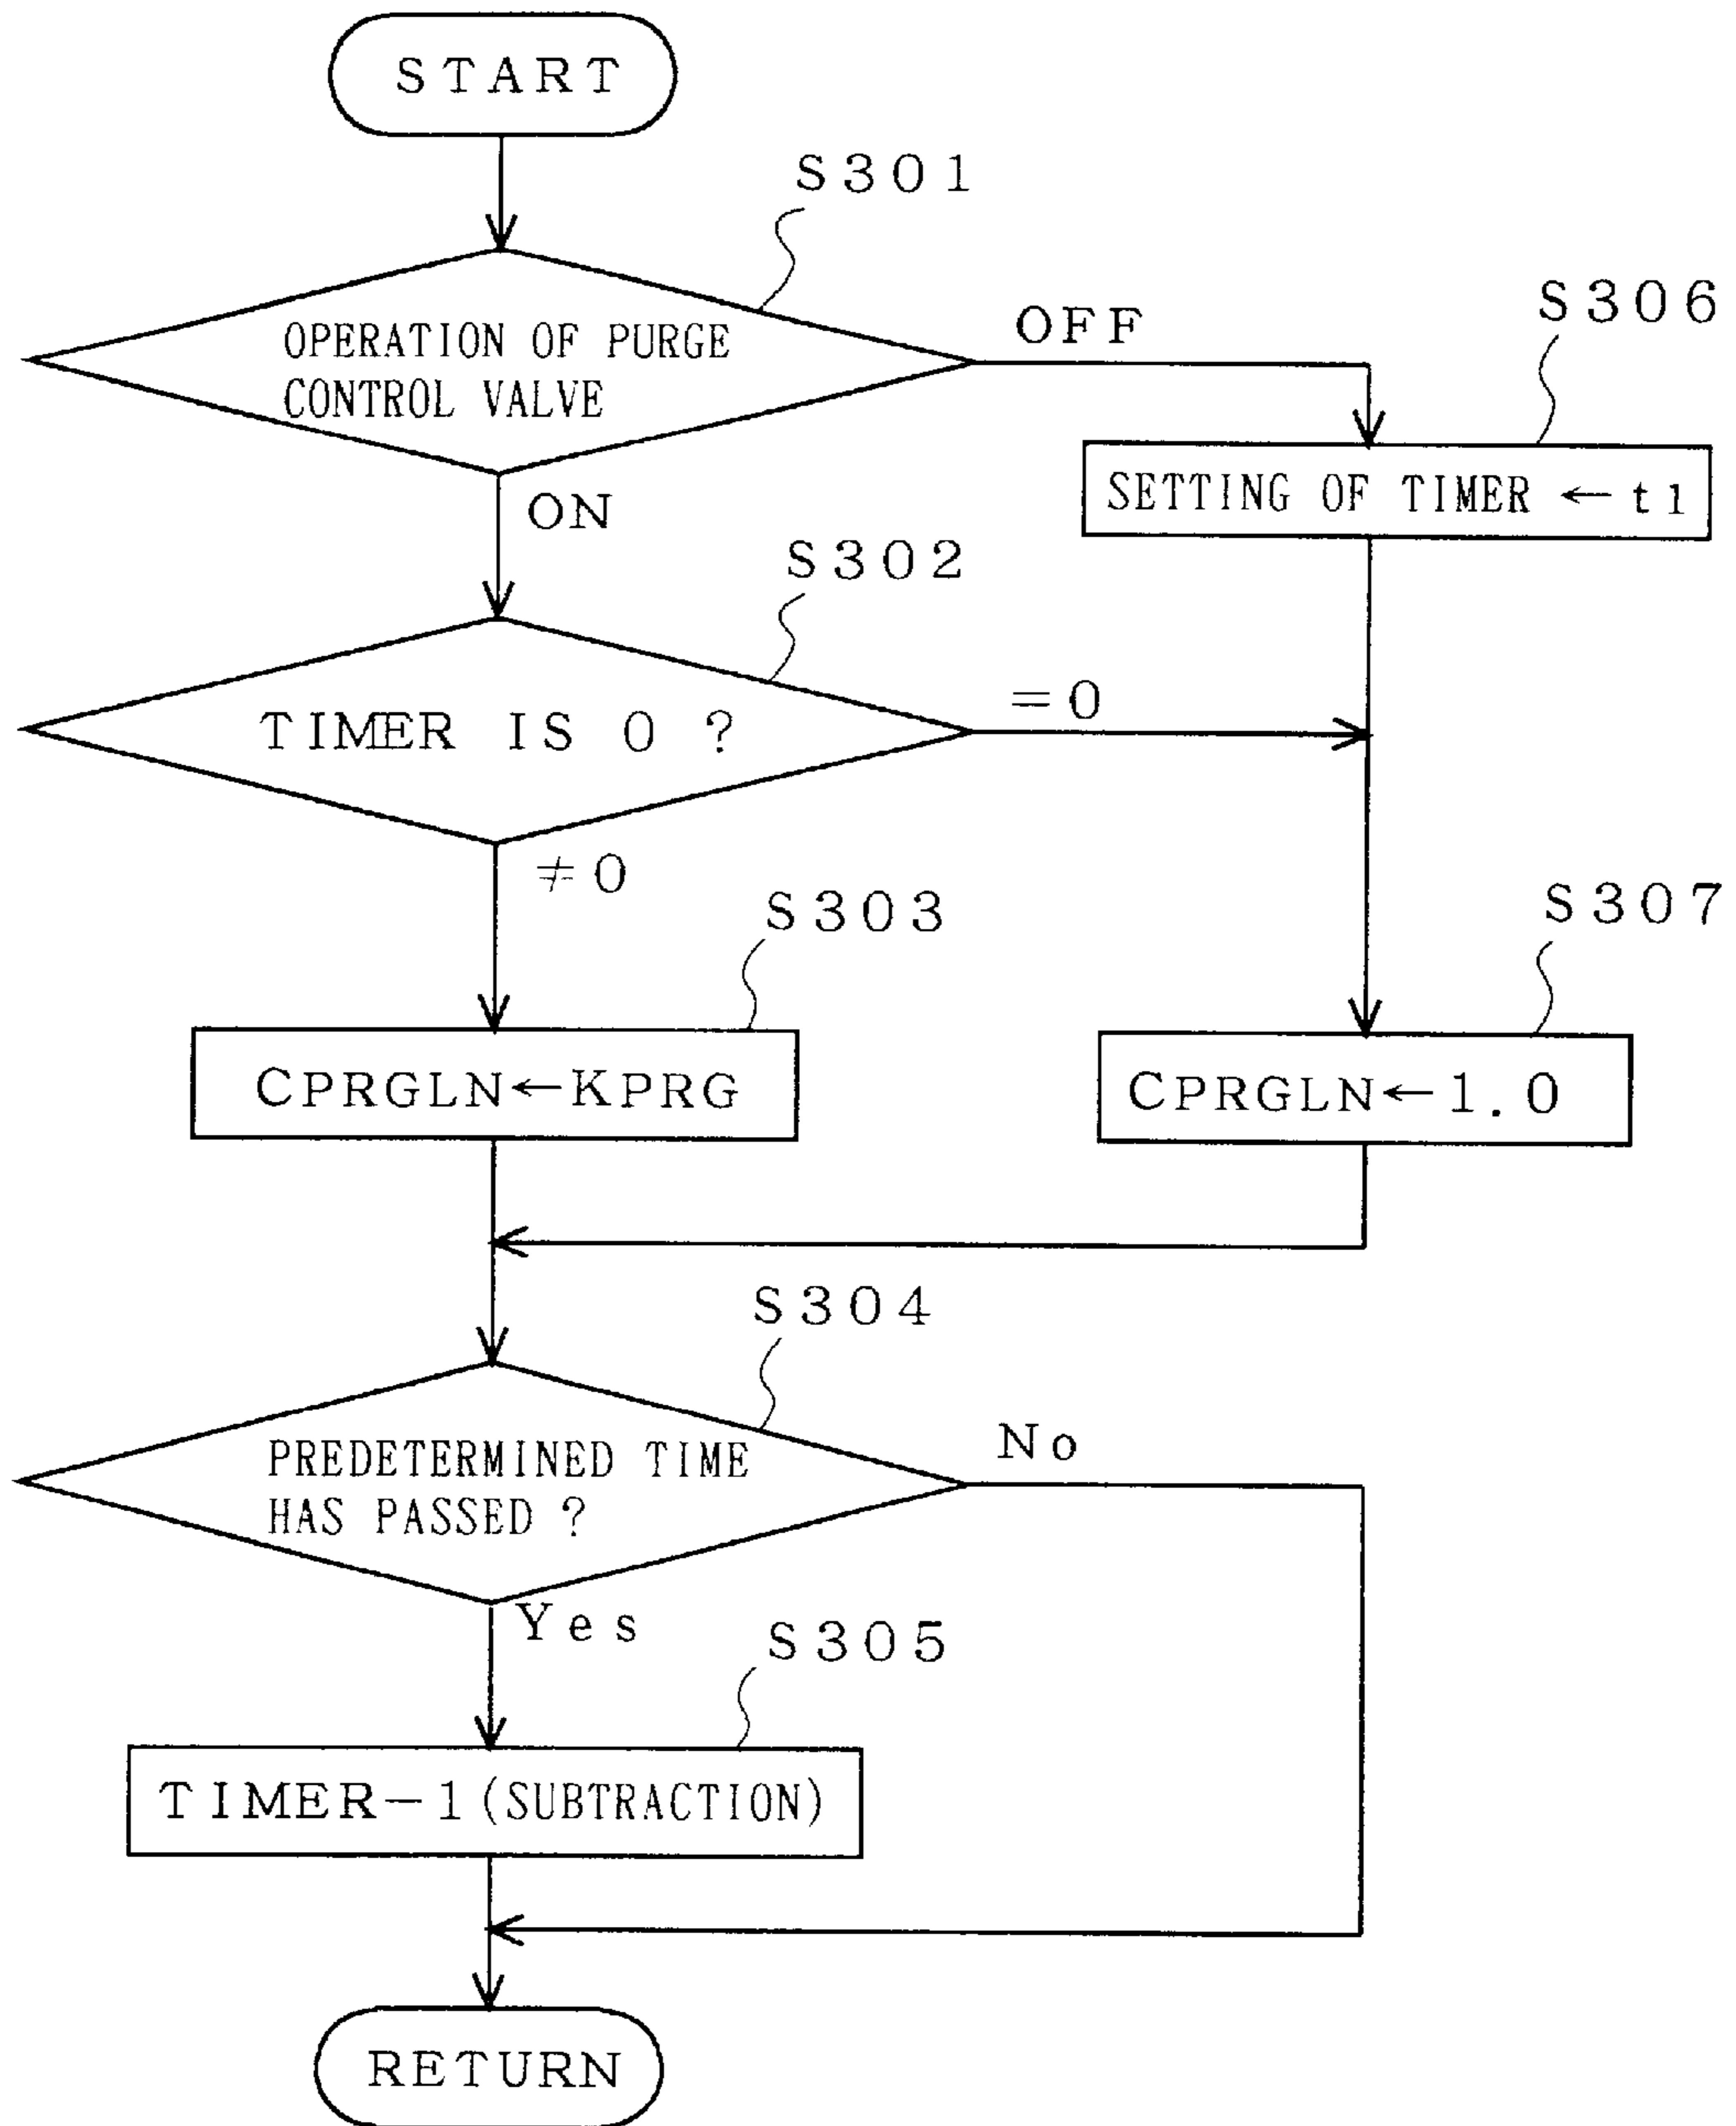 START
S301
OPERATION OF PURGE
CONTROL VALVE
OFF
S306
SETTING OF TIMER ← t1
ON
S302
TIMER IS 0 ?
=0
≠0
S303
S307
CPRGLN←KPRG
CPRGLN←1.0
S304
PREDETERMINED TIME
HAS PASSED ?
No
Yes
S305
TIMER−1(SUBTRACTION)
RETURN